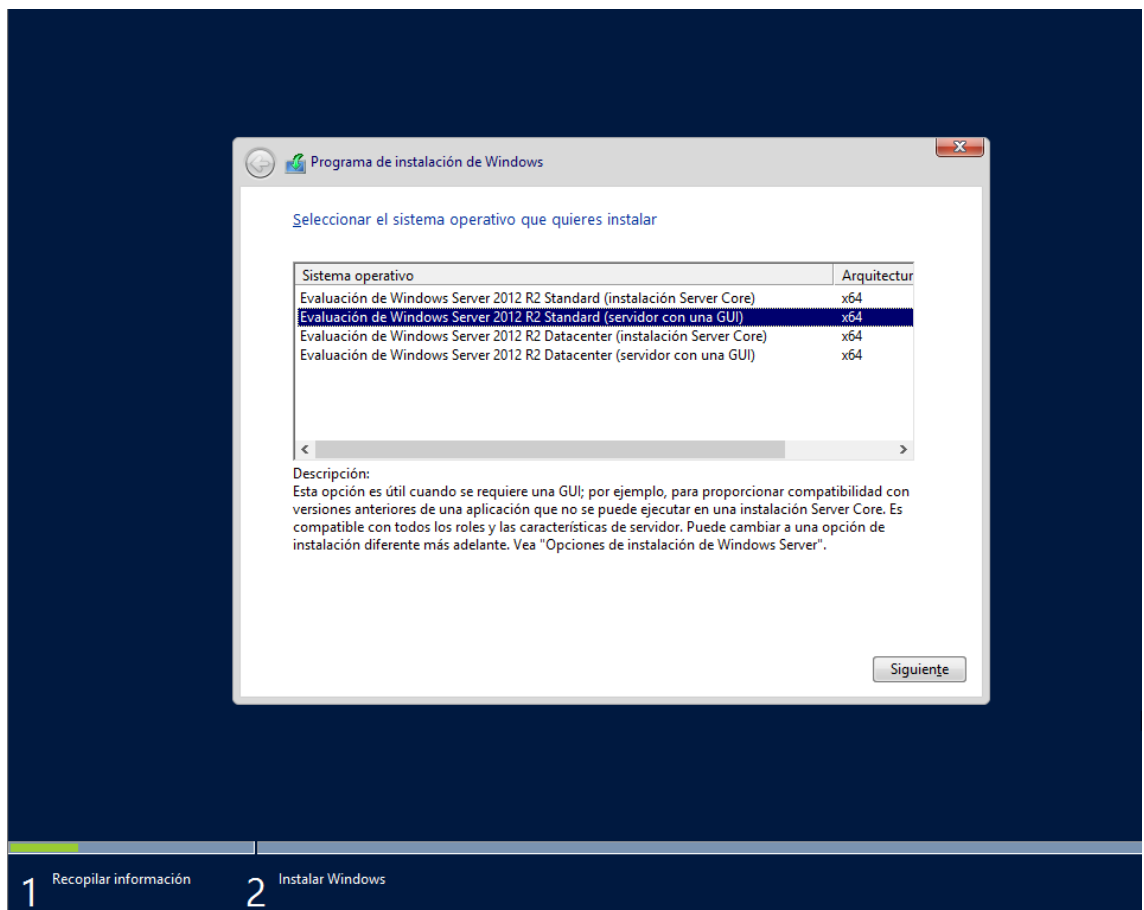 Programa de instalación de Windows
Seleccionar el sistema operativo que quieres instalar
Sistema operativo Arquitectur
Evaluación de Windows Server 2012 R2 Standard (instalación Server Core) x64
Evaluación de Windows Server 2012 R2 Standard (servidor con una GUI) x64
Evaluación de Windows Server 2012 R2 Datacenter (instalación Server Core) x64
Evaluación de Windows Server 2012 R2 Datacenter (servidor con una GUI) x64
Descripción:
Esta opción es útil cuando se requiere una GUI; por ejemplo, para proporcionar compatibilidad con
versiones anteriores de una aplicación que no se puede ejecutar en una instalación Server Core. Es
compatible con todos los roles y las características de servidor. Puede cambiar a una opción de
instalación diferente más adelante. Vea "Opciones de instalación de Windows Server".
Siguiente
1 Recopilar información 2 Instalar Windows